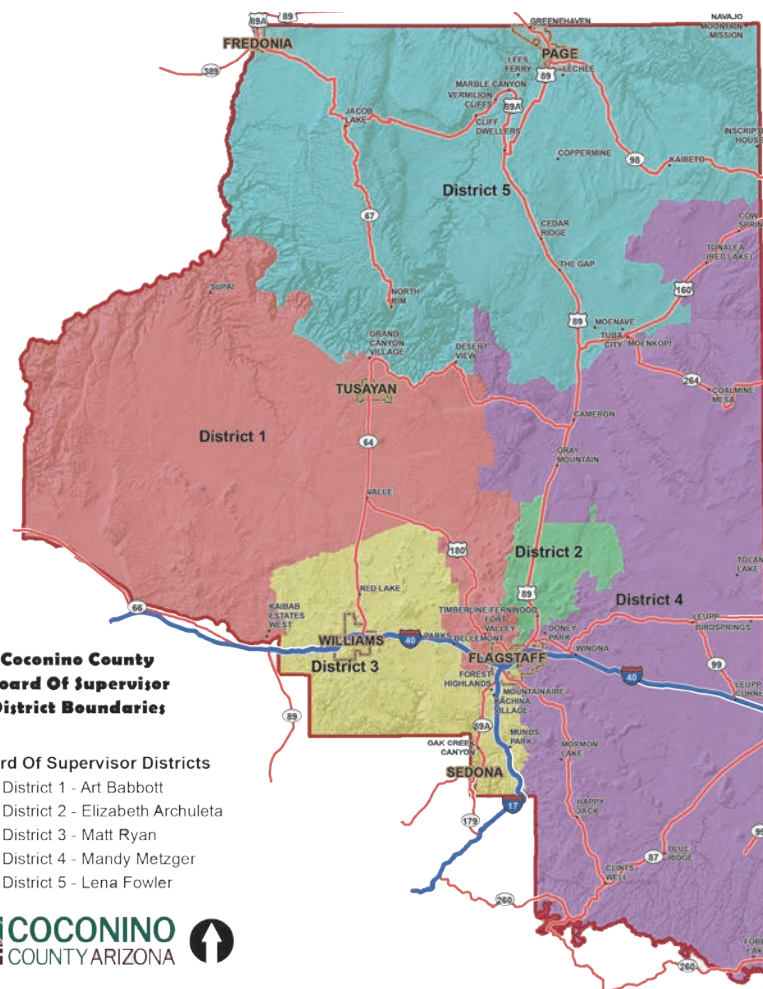 89A
89
GREENEHAVEN
NAVAJO
MOUNTAIN
MISSION
FREDONIA
PAGE
LEES
FERRY
LECHEE
389
89
MARBLE CANYON
VERMILION
CLIFFS
89A
JACOB
LAKE
CLIFF
DWELLERS
COPPERMINE
98
KAIBETO
District 5
67
CEDAR
RIDGE
TONALEA
(RED LAKE)
THE GAP
SUPAI
160
NORTH
RIM
89
MOENAVE
TUBA
CITY
MOENKOPI
GRAND
CANYON
VILLAGE
DESERT
VIEW
264
COALMINE
MESA
TUSAYAN
CAMERON
District 1
64
GRAY
MOUNTAIN
VALLE
180
District 2
RED LAKE
89
District 4
66
KAIBAB
ESTATES
WEST
TIMBERLINE-FERNWOOD
FORT
VALLEY
DONEY
PARK
LEUPP
BIRDSPRINGS
WILLIAMS
40
PARKS
BELLEMONT
WINONA
FLAGSTAFF
District 3
99
40
FOREST
HIGHLANDS
MOUNTAINAIRE
KACHINA
VILLAGE
LEUPP
89
89A
MUNDS
PARK
OAK CREEK
CANYON
MORMON
LAKE
SEDONA
17
HAPPY
JACK
179
87
BLUE
RIDGE
CLINTS
WELL
260
260
Coconino County
oard Of Supervisor
District Boundaries
rd Of Supervisor Districts
District 1 - Art Babbott
District 2 - Elizabeth Archuleta
District 3 - Matt Ryan
District 4 - Mandy Metzger
District 5 - Lena Fowler
COCONINO
COUNTY ARIZONA